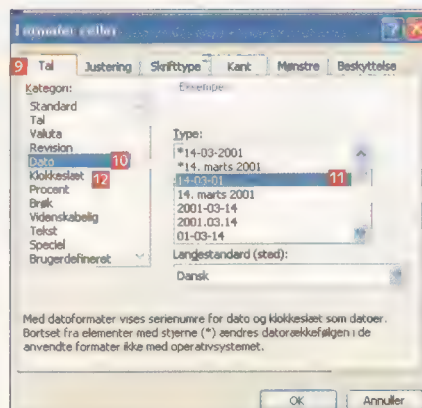 Formater celler
9 Tal Justering Skrifttype Kant Mønstre Beskyttelse
Kategori: Eksempel
Standard
Tal
Valuta
Revision
Dato 10
Klokkeslæt 12
Procent
Brøk
Videnskabelig
Tekst
Speciel
Brugerdefineret
Type:
*14-03-2001
*14. marts 2001
14-03-01 11
14. marts 2001
2001-03-14
2001.03.14
01-03-14
Landestandard (sted):
Dansk
Med datoformater vises serienumre for dato og klokkeslæt som datoer.
Bortset fra elementer med stjerne (*) ændres datorækkefølgen i de
anvendte formater ikke med operativsystemet.
OK Annuller